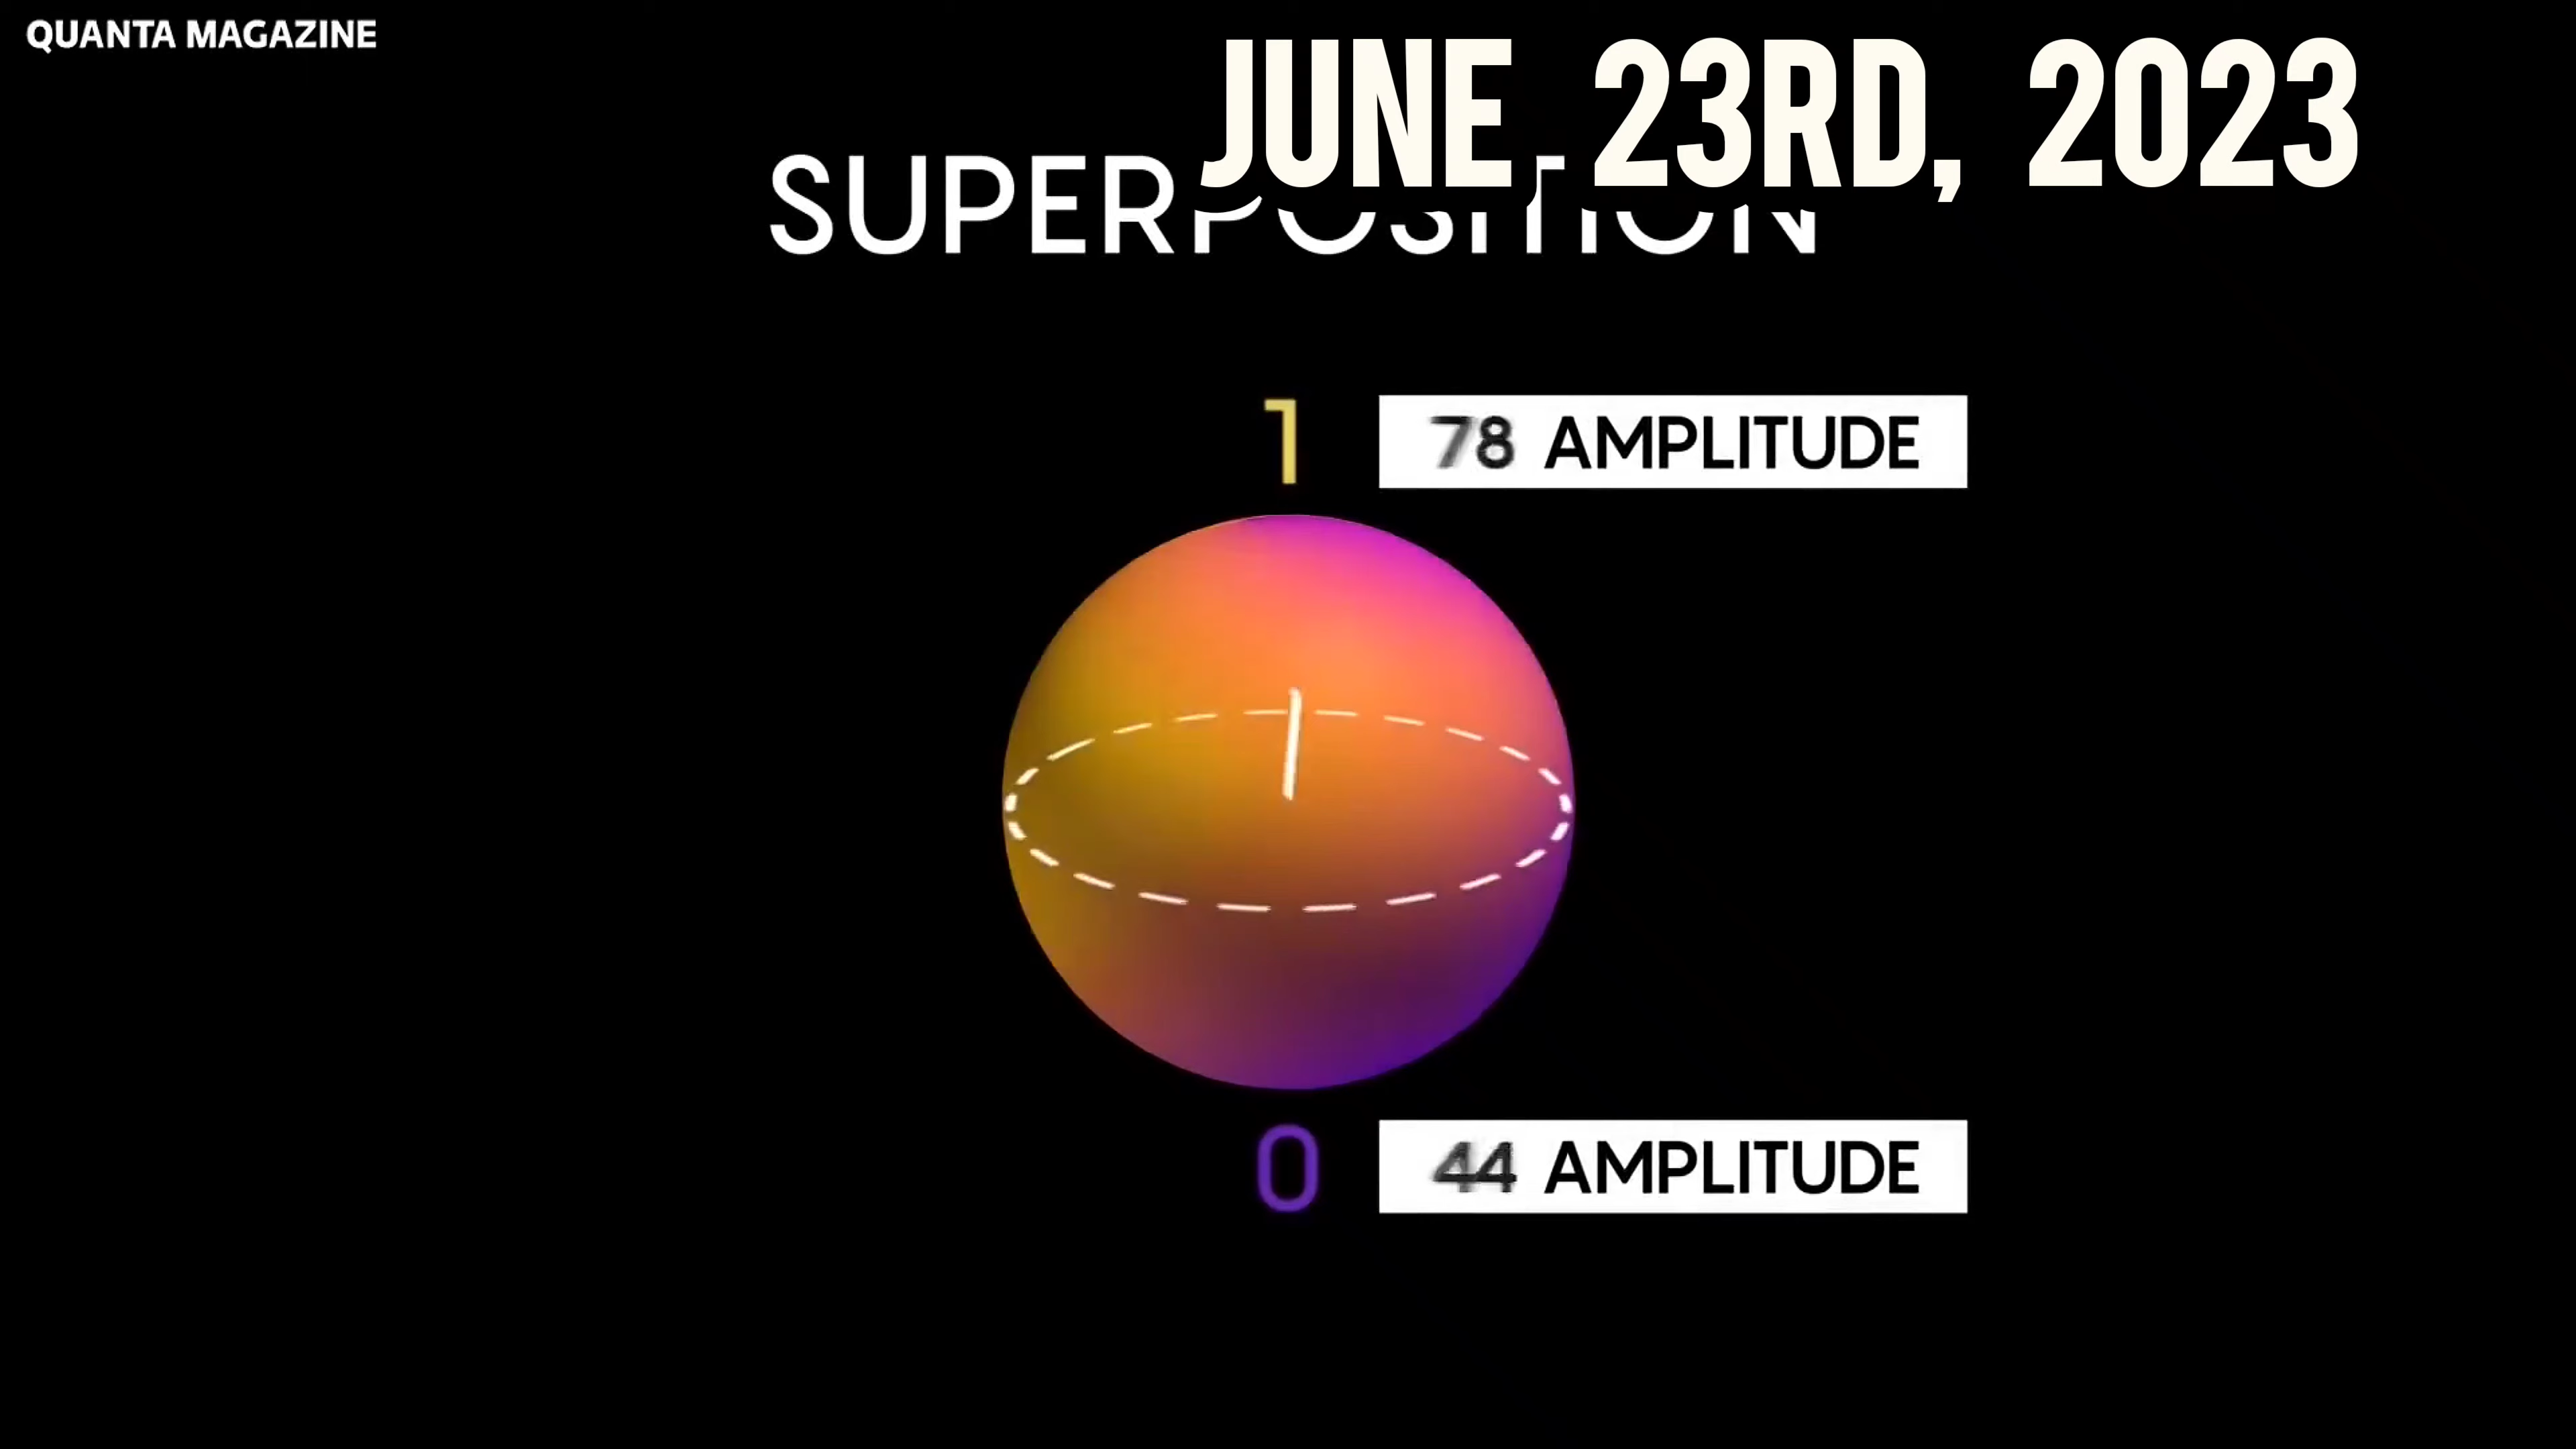 QUANTA MAGAZINE
JUNE 23RD, 2023
SUPERPOSITION
1
78 AMPLITUDE
0
44 AMPLITUDE